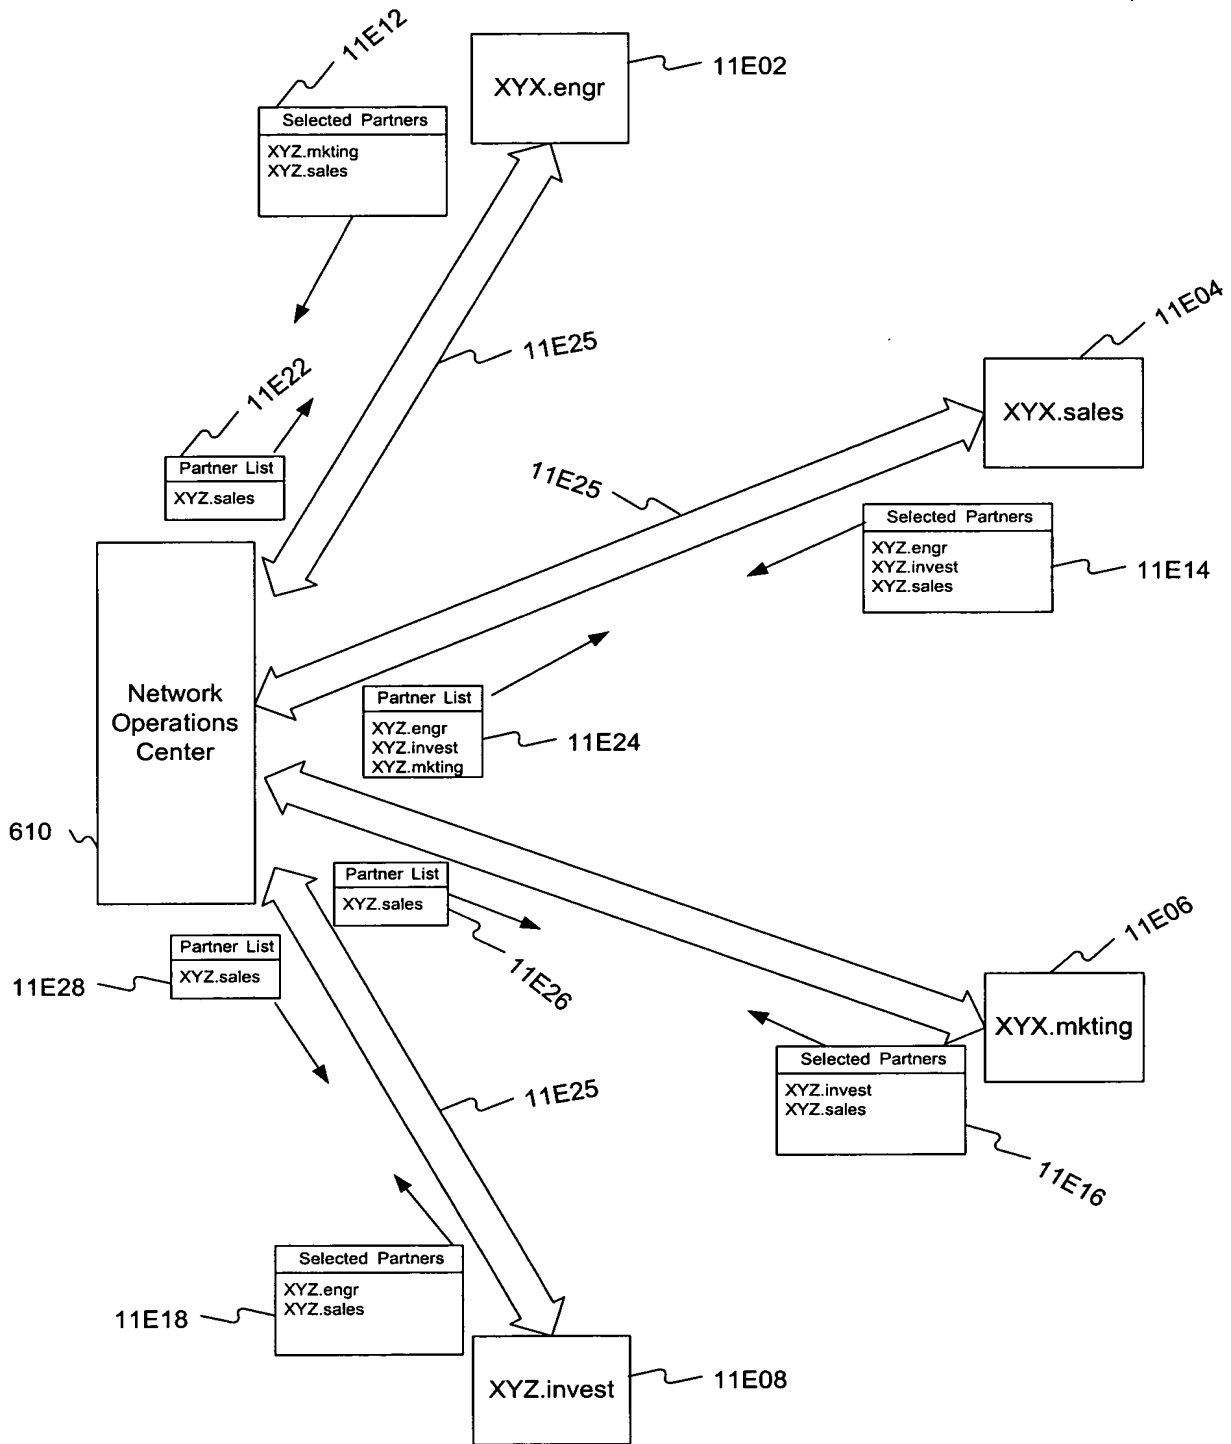 11E12
XYX.engr
11E02
Selected Partners
XYZ.mkting
XYZ.sales
11E25
11E04
11E22
XYX.sales
Partner List
XYZ.sales
11E25
Selected Partners
XYZ.engr
XYZ.invest
XYZ.sales
11E14
Network
Operations
Center
Partner List
XYZ.engr
XYZ.invest
XYZ.mkting
11E24
610
Partner List
XYZ.sales
11E26
11E06
Partner List
XYZ.sales
11E28
XYX.mkting
Selected Partners
XYZ.invest
XYZ.sales
11E16
11E25
Selected Partners
XYZ.engr
XYZ.sales
11E18
XYZ.invest
11E08